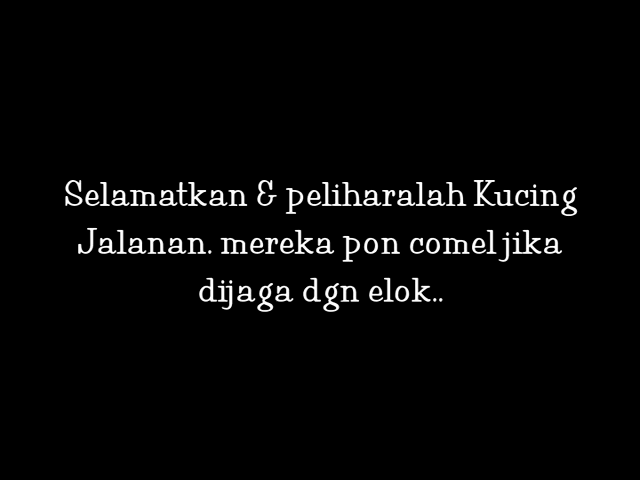 Selamatkan & peliharalah Kucing
Jalanan. mereka pon comel jika
dijaga dgn elok..